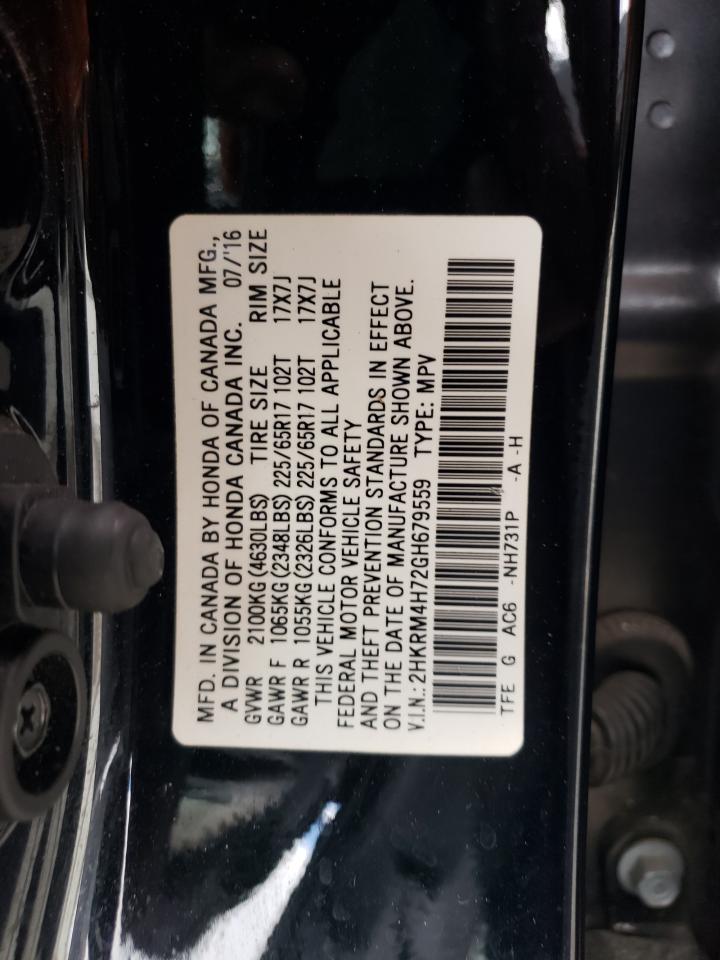 MFD. IN CANADA BY HONDA OF CANADA MFG.,
A DIVISION OF HONDA CANADA INC. 07/'16
GVWR 2100KG(4630LBS) TIRE SIZE RIM SIZE
GAWR F 1065KG(2348LBS) 225/65R17 102T 17X7J
GAWR R 1055KG(2326LBS) 225/65R17 102T 17X7J
THIS VEHICLE CONFORMS TO ALL APPLICABLE
FEDERAL MOTOR VEHICLE SAFETY
AND THEFT PREVENTION STANDARDS IN EFFECT
ON THE DATE OF MANUFACTURE SHOWN ABOVE.
V.I.N.: 2HKRM4H72GH679559 TYPE: MPV
TFE G AC6 -NH731P -A -H